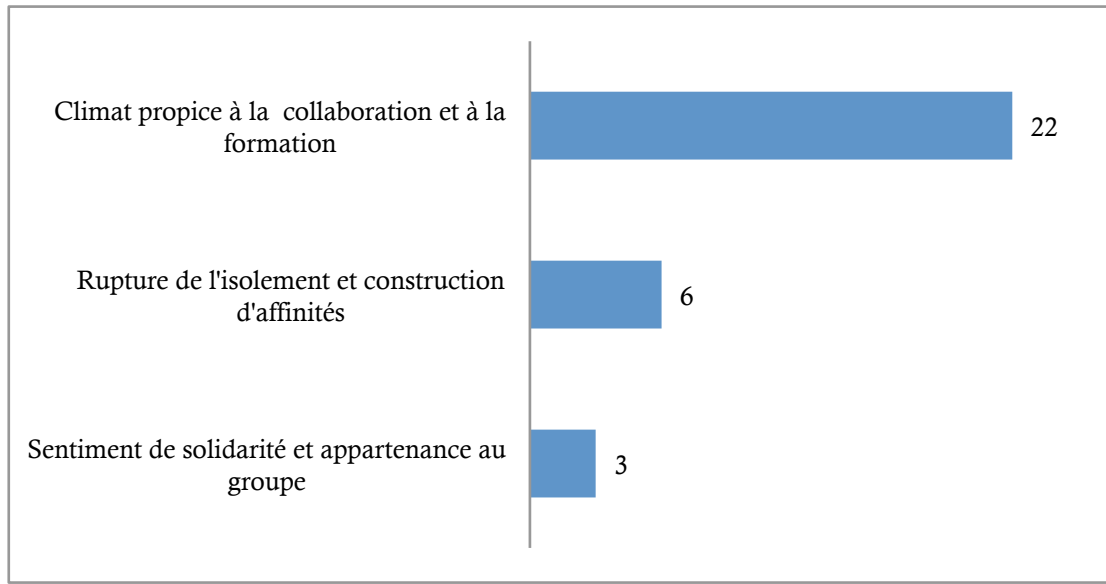 Climat propice à la  collaboration et à la
formation
22
Rupture de l'isolement et construction
d'affinités
6
Sentiment de solidarité et appartenance au
groupe
3